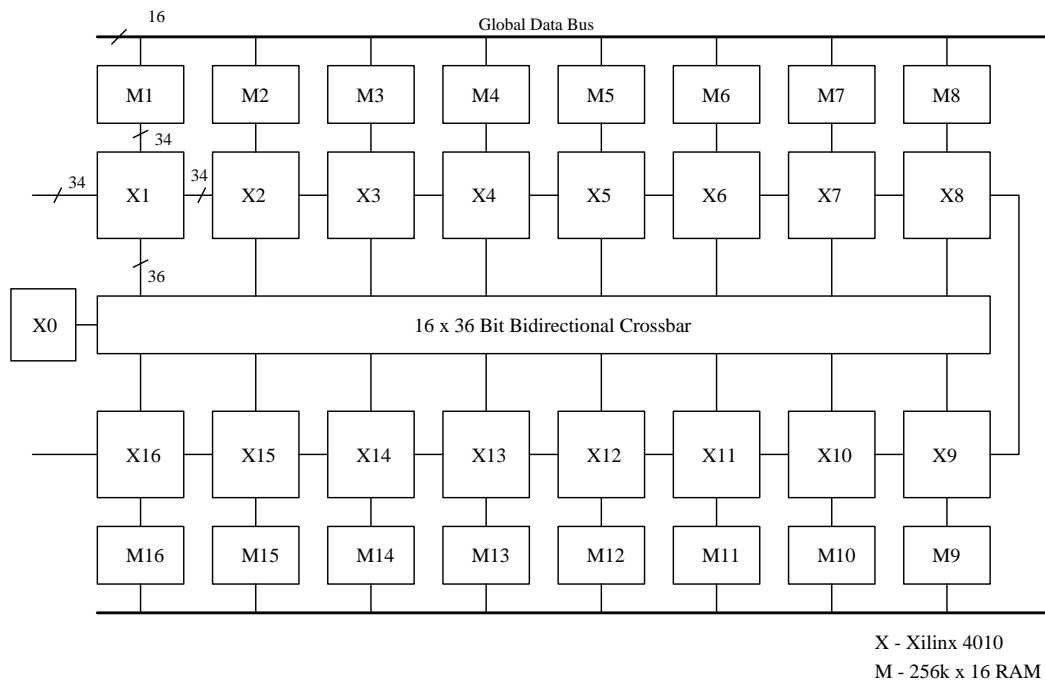 16
Global Data Bus
M1 M2 M3 M4 M5 M6 M7 M8
34
34 X1 34 X2 X3 X4 X5 X6 X7 X8
36
X0 16 x 36 Bit Bidirectional Crossbar
X16 X15 X14 X13 X12 X11 X10 X9
M16 M15 M14 M13 M12 M11 M10 M9
X - Xilinx 4010
M - 256k x 16 RAM